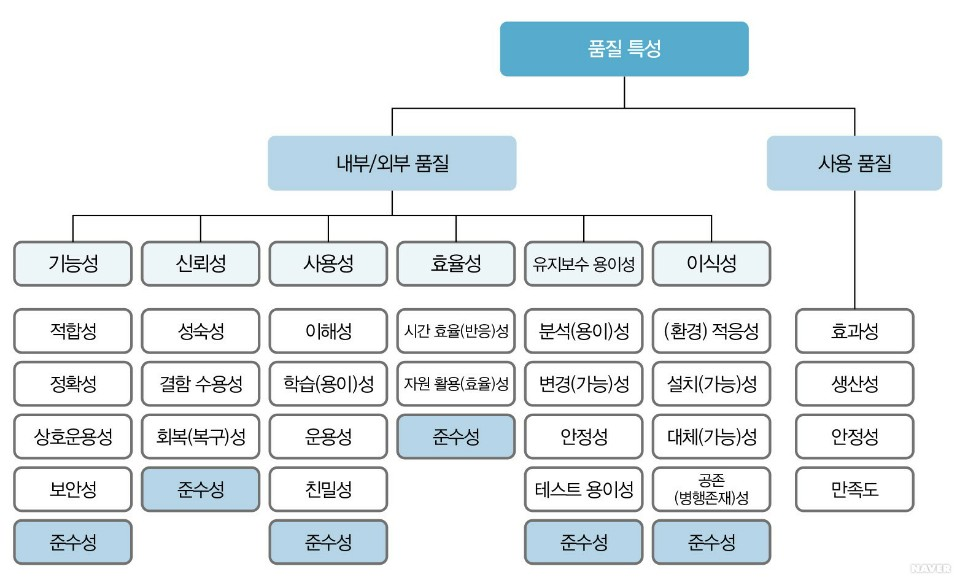 품질 특성
내부/외부 품질
사용 품질
기능성
신뢰성
사용성
효율성
유지보수 용이성
이식성
적합성
성숙성
이해성
시간 효율(반응)성
분석(용이)성
(환경) 적응성
효과성
정확성
결함 수용성
학습(용이)성
자원 활용(효율)성
변경(가능)성
설치(가능)성
생산성
상호운용성
회복(복구)성
운용성
준수성
안정성
대체(가능)성
안정성
보안성
준수성
친밀성
테스트 용이성
공존
(병행존재)성
만족도
준수성
준수성
준수성
준수성
NAVER